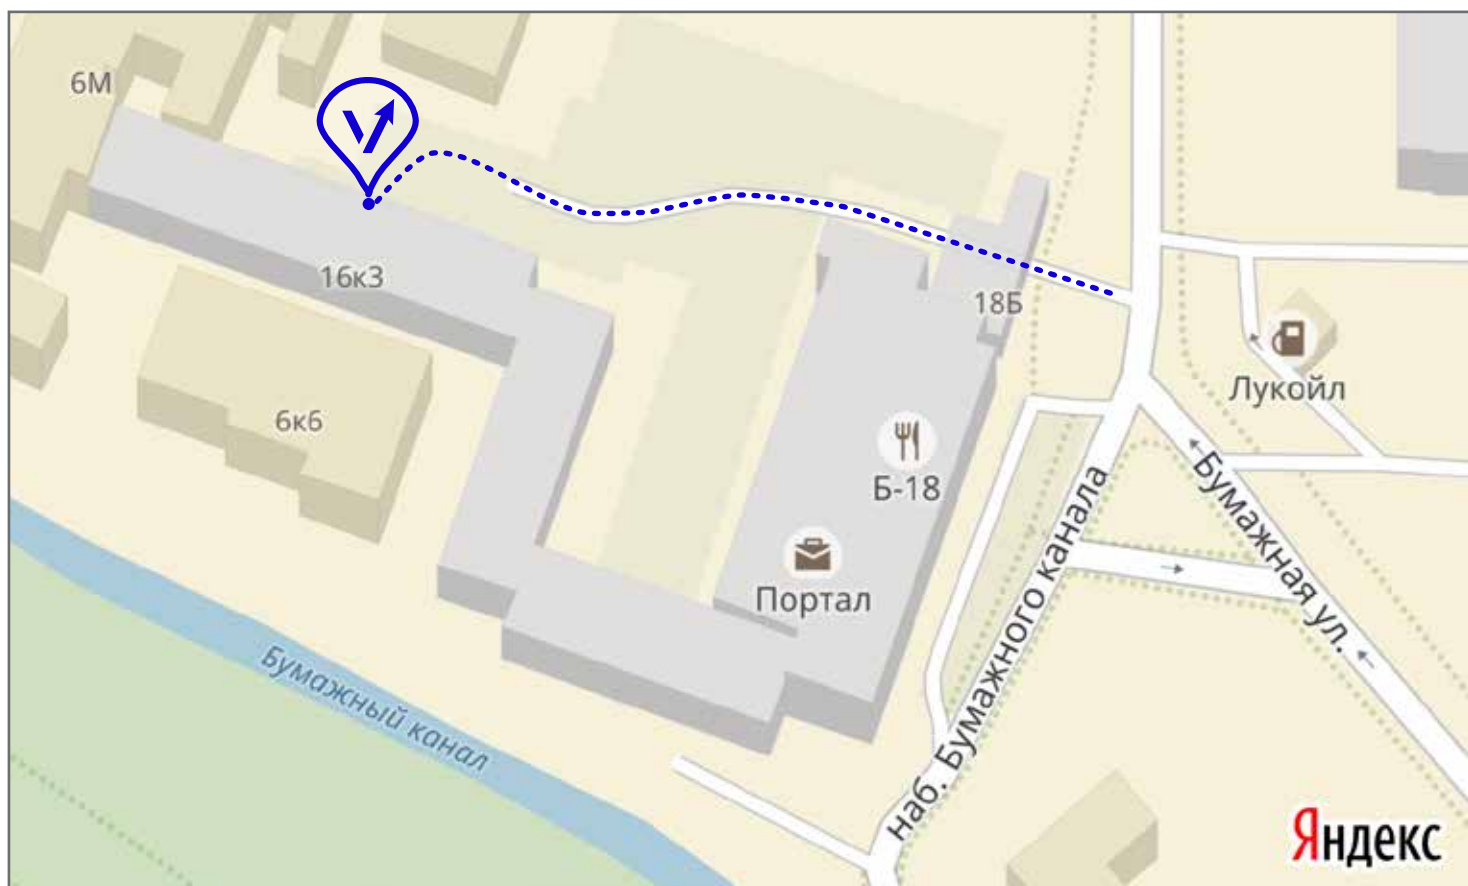 6М
16к3
18Б
Лукойл
6к6
Б-18
Портал
наб. Бумажного канала
Бумажная ул.
Бумажный канал
Яндекс